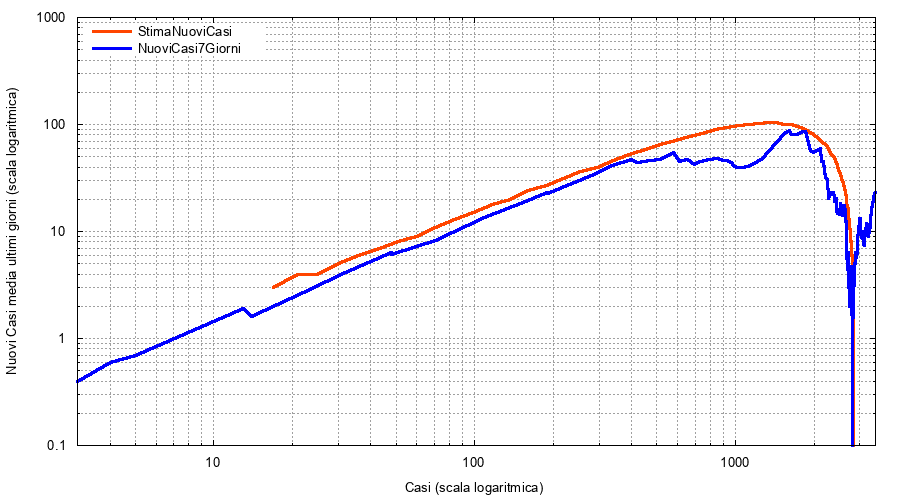 1000
StimaNuoviCasi
NuoviCasi7Giorni
100
10
1
0.1
Nuovi Casi media ultimi giorni (scala logaritmica)
10
100
1000
Casi (scala logaritmica)